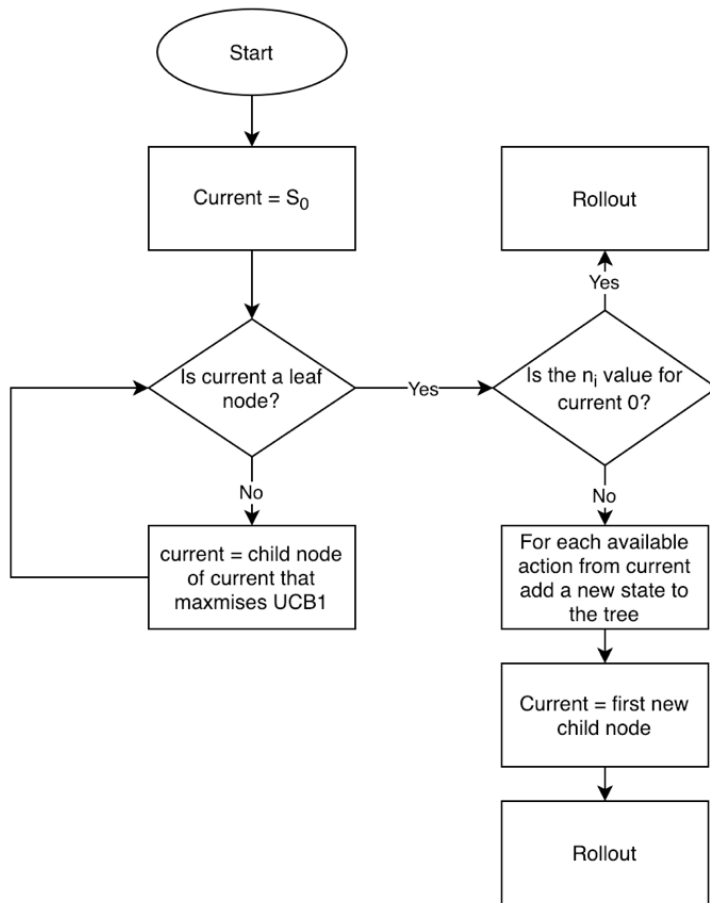 Start
Current = S₀
Is current a leaf
node?
Yes
No
current = child node
of current that
maxmises UCB1
Rollout
Yes
Is the nᵢ value for
current 0?
No
For each available
action from current
add a new state to
the tree
Current = first new
child node
Rollout